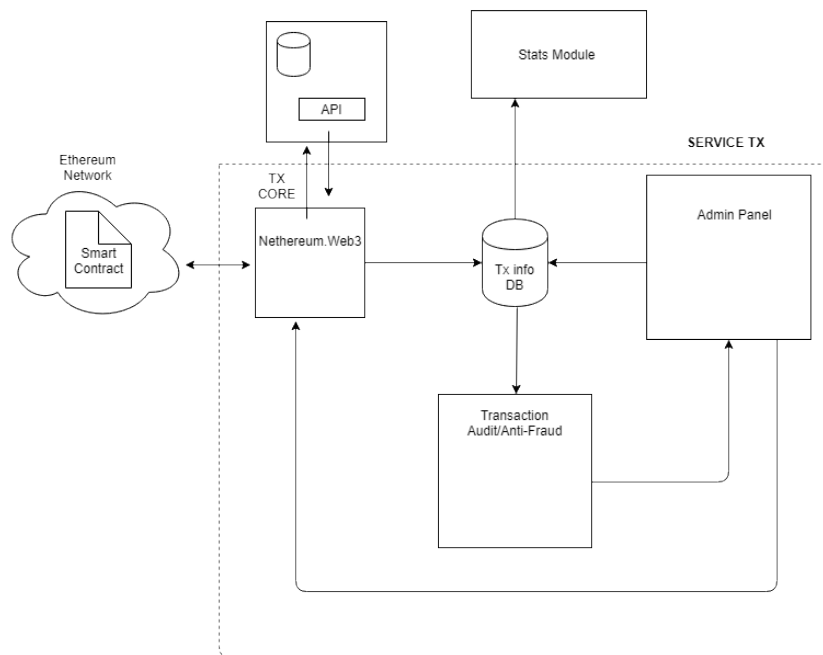 Stats Module
API
SERVICE TX
Ethereum
Network
TX
CORE
Admin Panel
Nethereum.Web3
Smart
Contract
Tx info
DB
Transaction
Audit/Anti-Fraud